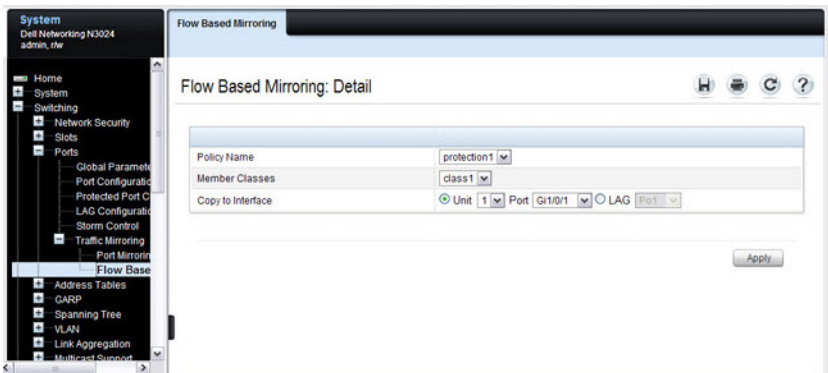 System
Dell Networking N3024
admin, r/w
Flow Based Mirroring
Home
System
Switching
Network Security
Slots
Ports
Global Paramete
Port Configuratic
Protected Port C
LAG Configuratic
Storm Control
Traffic Mirroring
Port Mirrorin
Flow Base
Address Tables
GARP
Spanning Tree
VLAN
Link Aggregation
Multicast Support
Flow Based Mirroring: Detail
?
Policy Name protection1
Member Classes class1
Copy to Interface Unit 1 Port Gi1/0/1 LAG Po1
Apply